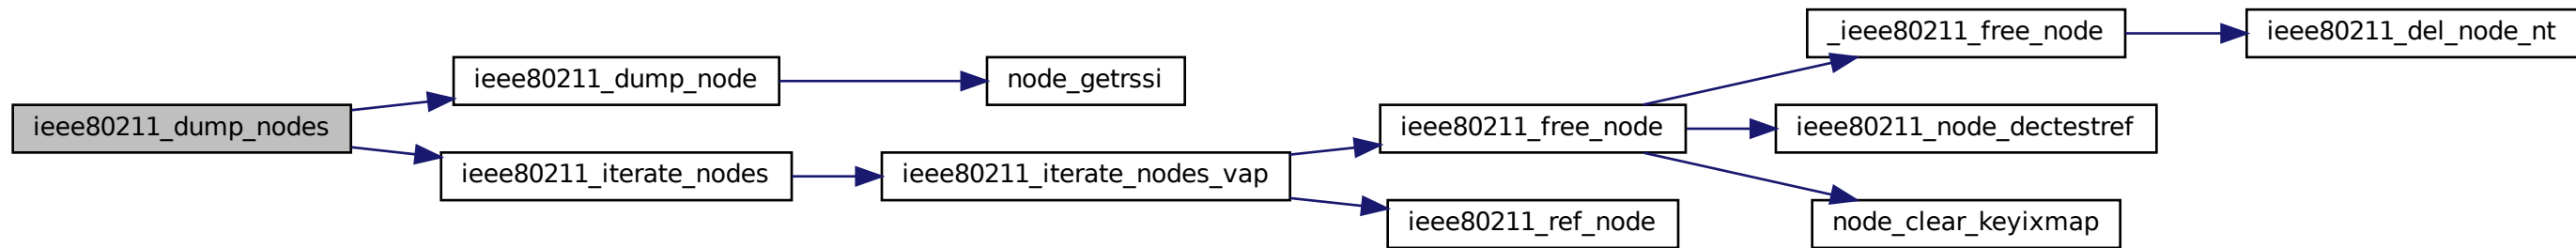 ieee80211_dump_nodes
ieee80211_dump_node
node_getrssi
ieee80211_iterate_nodes
ieee80211_iterate_nodes_vap
ieee80211_free_node
_ieee80211_free_node
ieee80211_del_node_nt
ieee80211_node_dectestref
node_clear_keyixmap
ieee80211_ref_node